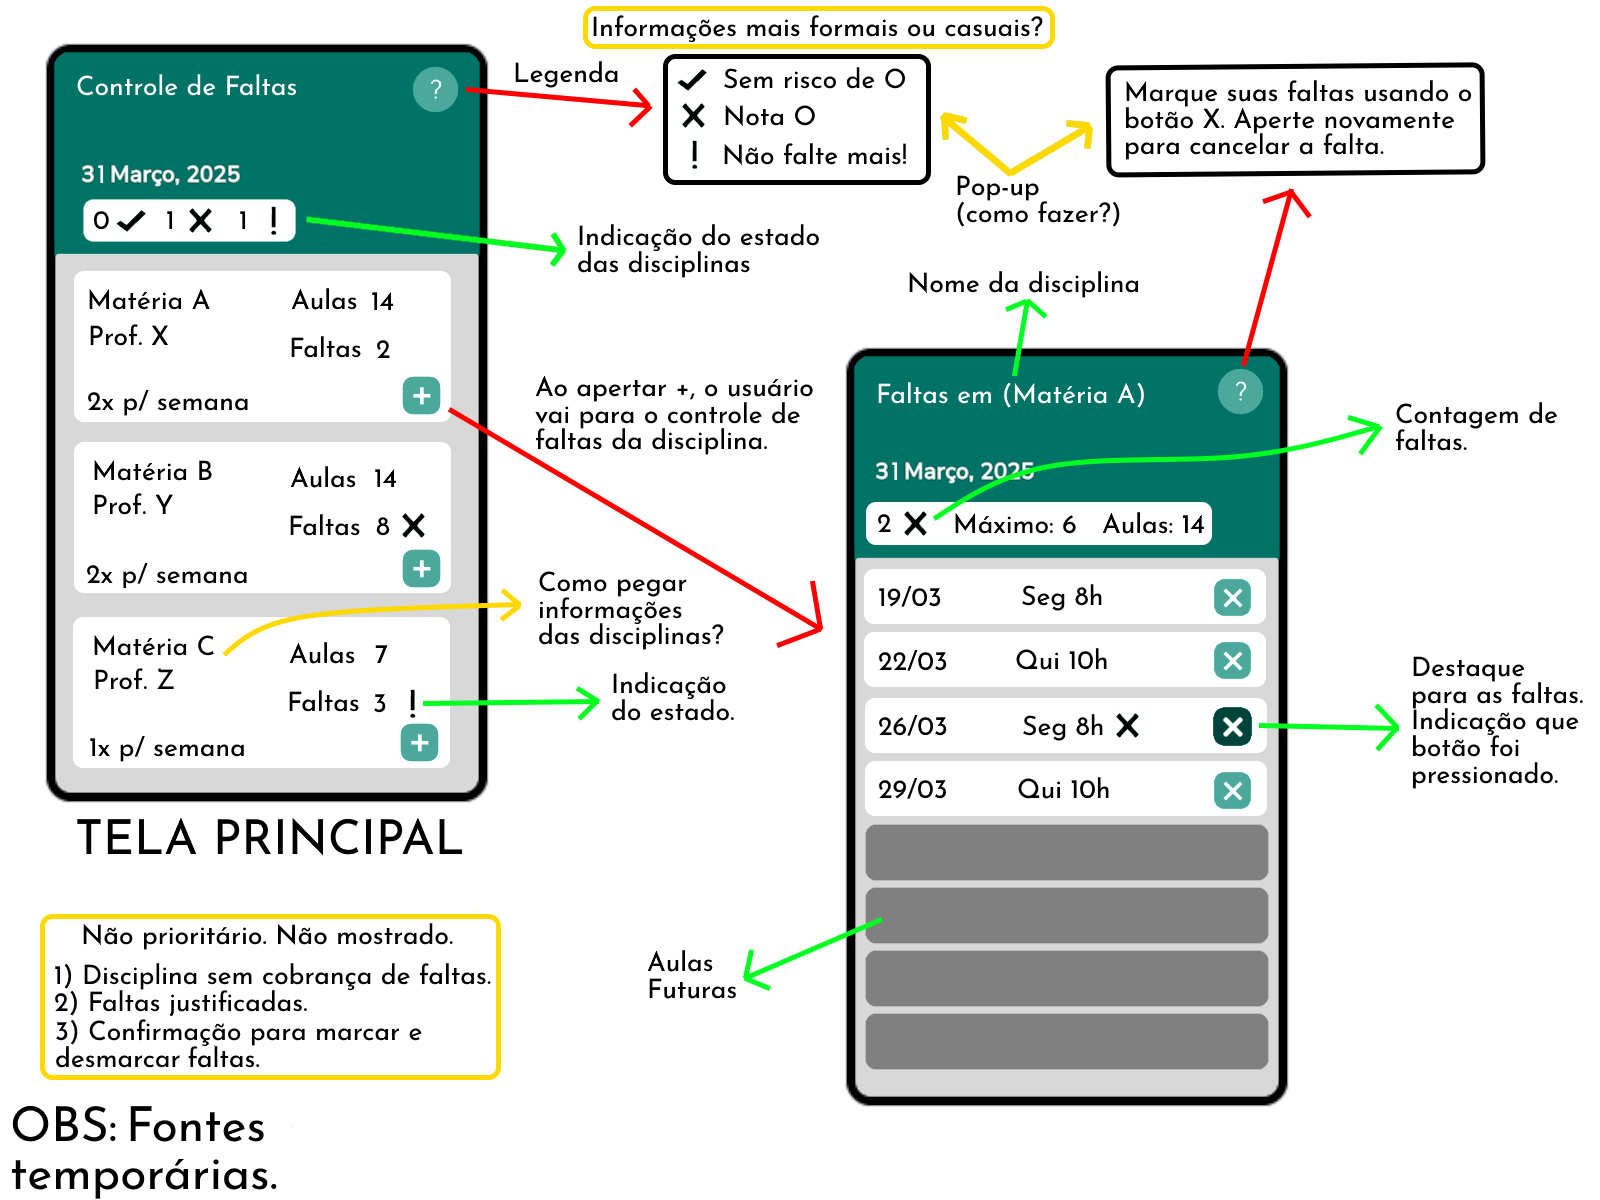 Informações mais formais ou casuais?
Controle de Faltas
?
31 Março, 2025
0 ✔ 1 ✕ 1 !
Matéria A
Prof. X
Aulas 14
Faltas 2
2x p/ semana
+
Matéria B
Prof. Y
Aulas 14
Faltas 8 ✕
2x p/ semana
+
Matéria C
Prof. Z
Aulas 7
Faltas 3 !
1x p/ semana
+
TELA PRINCIPAL
Legenda
✔ Sem risco de O
✕ Nota O
! Não falte mais!
Marque suas faltas usando o
botão X. Aperte novamente
para cancelar a falta.
Pop-up
(como fazer?)
Indicação do estado
das disciplinas
Nome da disciplina
Ao apertar +, o usuário
vai para o controle de
faltas da disciplina.
Como pegar
informações
das disciplinas?
Indicação
do estado.
Faltas em (Matéria A)
?
31 Março, 2025
2 ✕ Máximo: 6 Aulas: 14
19/03 Seg 8h ✕
22/03 Qui 10h ✕
26/03 Seg 8h ✕ ✕
29/03 Qui 10h ✕
Contagem de
faltas.
Destaque
para as faltas.
Indicação que
botão foi
pressionado.
Aulas
Futuras
Não prioritário. Não mostrado.
1) Disciplina sem cobrança de faltas.
2) Faltas justificadas.
3) Confirmação para marcar e
desmarcar faltas.
OBS: Fontes
temporárias.